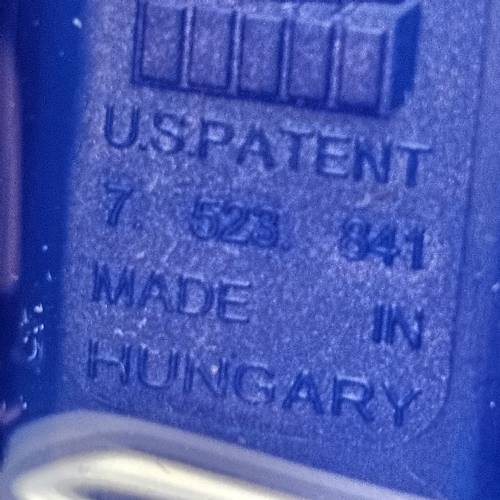 U.S.PATENT
7. 523. 841
MADE IN
HUNGARY